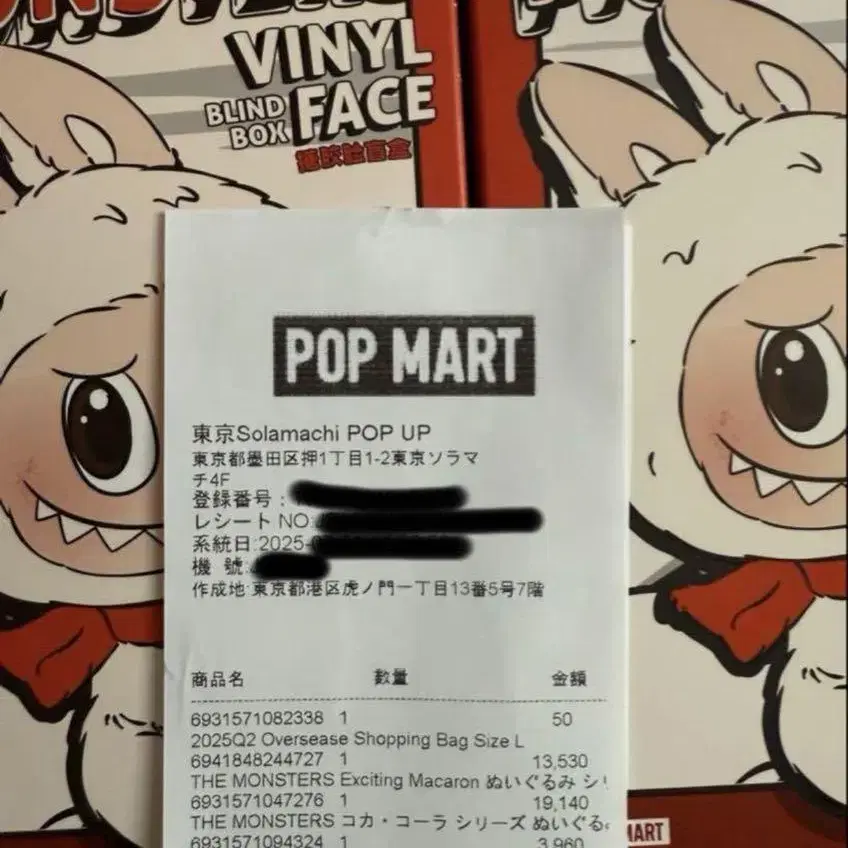 VINYL
BLIND BOX FACE
搪胶脸盲盒
POP MART
東京Solamachi POP UP
東京都墨田区押1丁目1-2東京ソラマ
チ4F
登録番号:
レシート NO:
系統日:2025-
機 號:
作成地:東京都港区虎ノ門一丁目13番5号7階
商品名 數量 金額
6931571082338 1 50
2025Q2 Oversease Shopping Bag Size L
6941848244727 1 13,530
THE MONSTERS Exciting Macaron ぬいぐるみ シリ
6931571047276 1 19,140
THE MONSTERS コカ・コーラ シリーズ ぬいぐる
6931571094324 1 3,960
MART